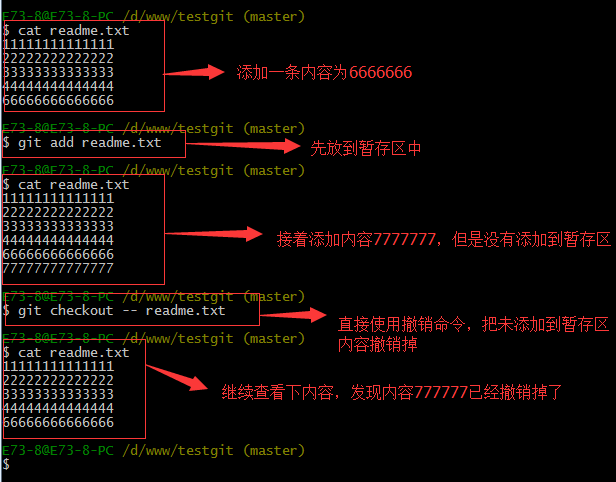 E73-8@E73-8-PC /d/www/testgit (master)
$ cat readme.txt
11111111111111
22222222222222
33333333333333
44444444444444
66666666666666
添加一条内容为6666666
E73-8@E73-8-PC /d/www/testgit (master)
$ git add readme.txt
先放到暂存区中
E73-8@E73-8-PC /d/www/testgit (master)
$ cat readme.txt
11111111111111
22222222222222
33333333333333
44444444444444
66666666666666
77777777777777
接着添加内容7777777，但是没有添加到暂存区
E73-8@E73-8-PC /d/www/testgit (master)
$ git checkout -- readme.txt
直接使用撤销命令，把未添加到暂存区
内容撤销掉
E73-8@E73-8-PC /d/www/testgit (master)
$ cat readme.txt
11111111111111
22222222222222
33333333333333
44444444444444
66666666666666
继续查看下内容，发现内容777777已经撤销掉了
E73-8@E73-8-PC /d/www/testgit (master)
$